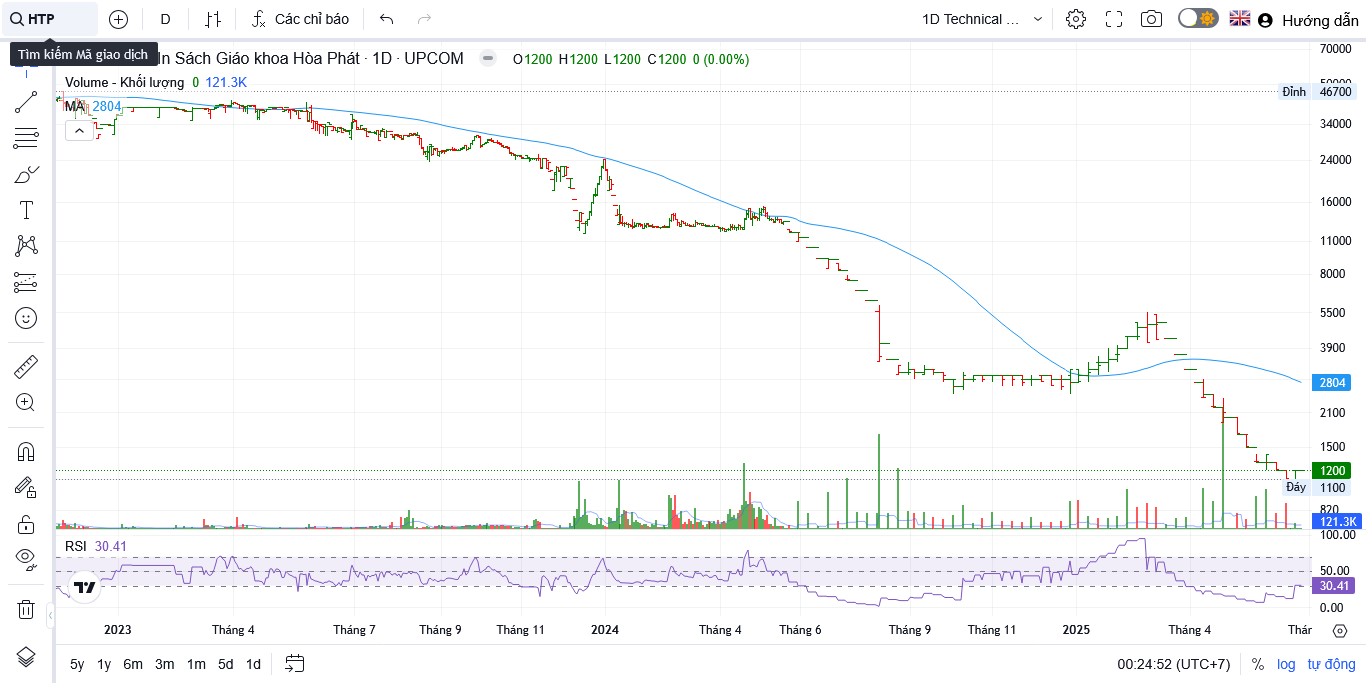 HTP
D
Các chỉ báo
1D Technical ...
Hướng dẫn
Tìm kiếm Mã giao dịch
In Sách Giáo khoa Hòa Phát · 1D · UPCOM
O1200 H1200 L1200 C1200 0 (0.00%)
Volume - Khối lượng 0 121.3K
MA 2804
70000
50000
Đỉnh 46700
34000
24000
16000
11000
8000
5500
3900
2804
2100
1500
1200
Đáy 1100
820
121.3K
100.00
RSI 30.41
50.00
30.41
0.00
2023
Tháng 4
Tháng 7
Tháng 9
Tháng 11
2024
Tháng 4
Tháng 6
Tháng 9
Tháng 11
2025
Tháng 4
Thár
5y 1y 6m 3m 1m 5d 1d
00:24:52 (UTC+7)
% log tự động